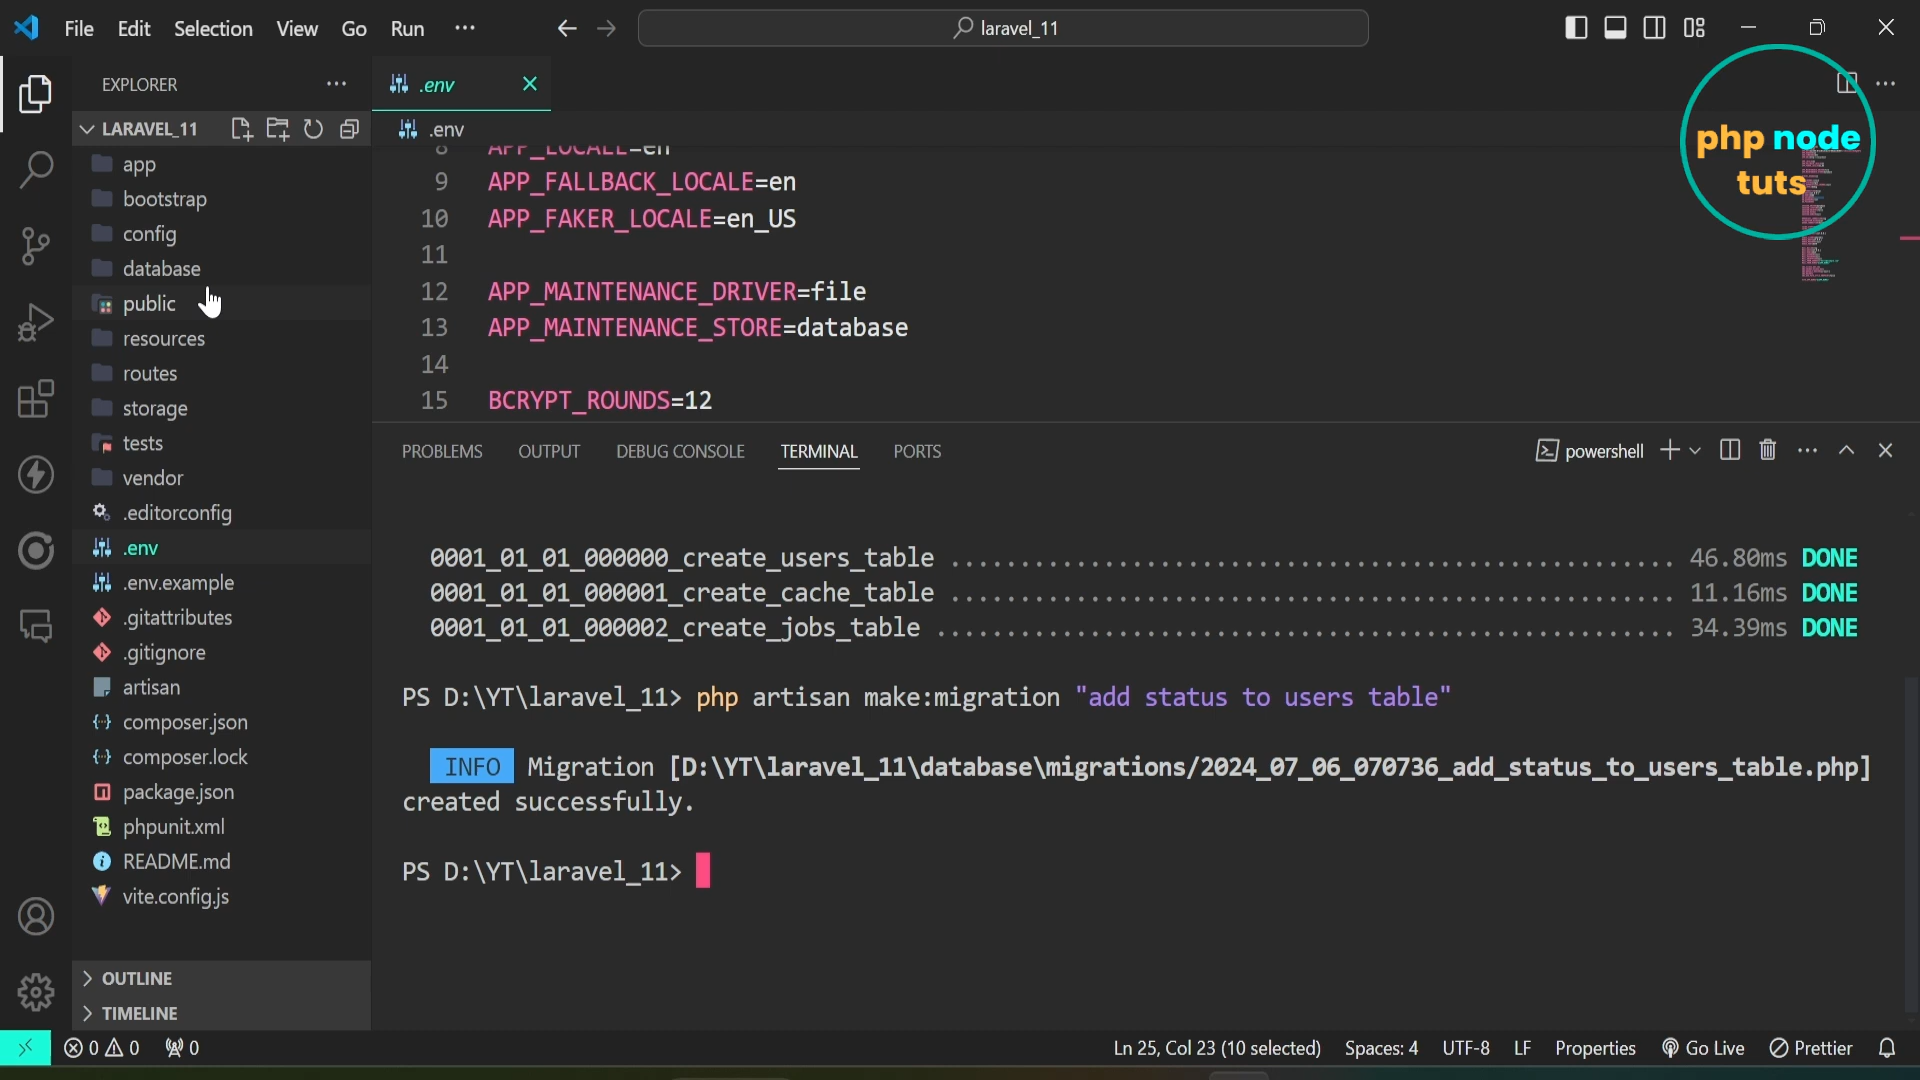 File Edit Selection View Go Run ··· laravel_11
EXPLORER
LARAVEL_11
app
bootstrap
config
database
public
resources
routes
storage
tests
vendor
.editorconfig
.env
.env.example
.gitattributes
.gitignore
artisan
composer.json
composer.lock
package.json
phpunit.xml
README.md
vite.config.js
OUTLINE
TIMELINE
.env
.env
8 APP_LOCALE=en
9 APP_FALLBACK_LOCALE=en
10 APP_FAKER_LOCALE=en_US
11
12 APP_MAINTENANCE_DRIVER=file
13 APP_MAINTENANCE_STORE=database
14
15 BCRYPT_ROUNDS=12
php node
tuts
PROBLEMS OUTPUT DEBUG CONSOLE TERMINAL PORTS powershell
0001_01_01_000000_create_users_table .................................................... 46.80ms DONE
0001_01_01_000001_create_cache_table .................................................... 11.16ms DONE
0001_01_01_000002_create_jobs_table ..................................................... 34.39ms DONE
PS D:\YT\laravel_11> php artisan make:migration "add status to users table"
INFO Migration [D:\YT\laravel_11\database\migrations/2024_07_06_070736_add_status_to_users_table.php]
created successfully.
PS D:\YT\laravel_11>
0 0 0 Ln 25, Col 23 (10 selected) Spaces: 4 UTF-8 LF Properties Go Live Prettier